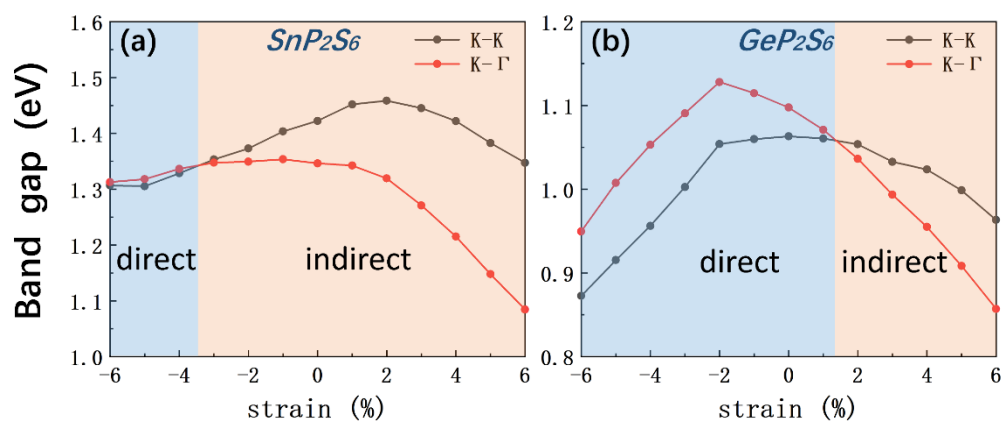 Band gap (eV)
(a)
SnP2S6
K-K
K-Γ
1.6
1.5
1.4
1.3
1.2
1.1
1.0
direct
indirect
-6
-4
-2
0
2
4
6
strain (%)
(b)
GeP2S6
K-K
K-Γ
1.2
1.1
1.0
0.9
0.8
direct
indirect
-6
-4
-2
0
2
4
6
strain (%)